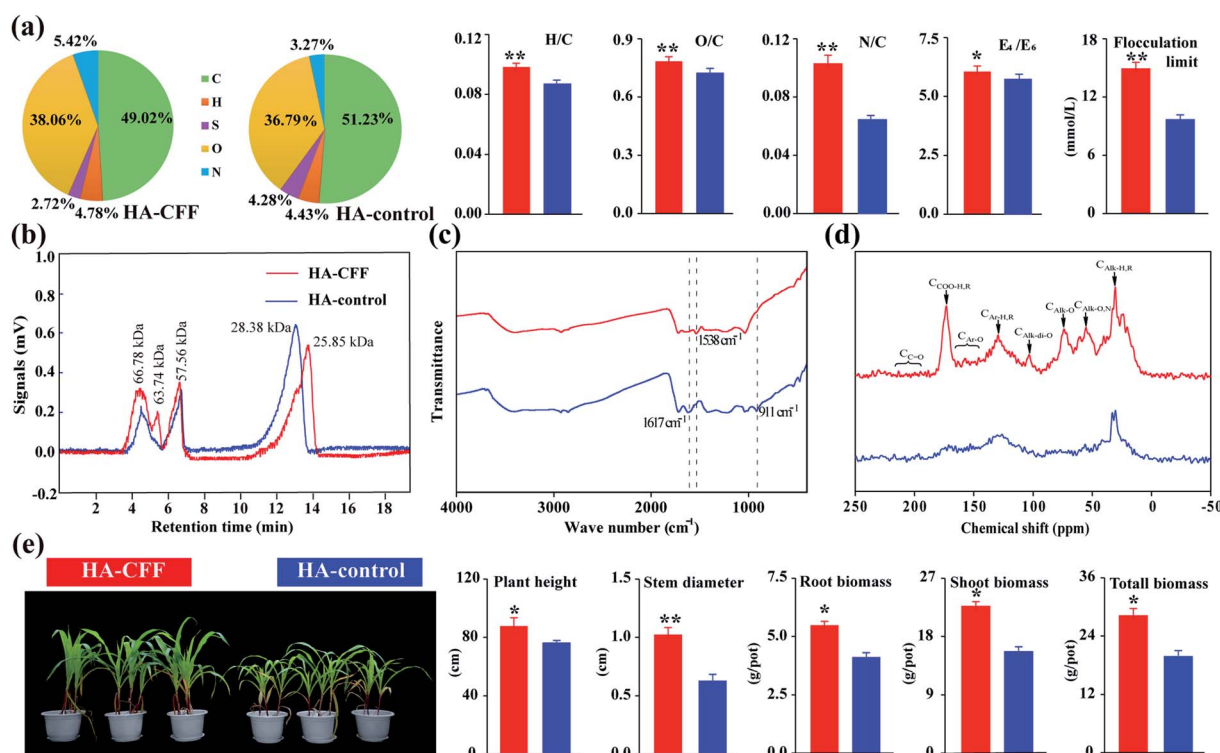 (a)
5.42%
38.06%
49.02%
2.72%
4.78% HA-CFF
C
H
S
O
N
3.27%
36.79%
51.23%
4.28%
4.43% HA-control
H/C
0.12
0.08
0.04
0.00
**
O/C
0.9
0.6
0.3
0.0
**
N/C
0.12
0.08
0.04
0.00
**
E4/E6
7.5
5.0
2.5
0.0
*
Flocculation
limit
(mmol/L)
18
12
6
0
**
(b)
Signals (mV)
1.0
0.8
0.6
0.4
0.2
0.0
-0.2
HA-CFF
HA-control
66.78 kDa
63.74 kDa
57.56 kDa
28.38 kDa
25.85 kDa
2 4 6 8 10 12 14 16 18
Retention time (min)
(c)
Transmittance
1538cm-1
1617cm-1
911cm-1
4000 3000 2000 1000
Wave number (cm-1)
(d)
CC=O
CCOO-H,R
CAr-O
CAr-H,R
CAlk-di-O
CAlk-O
CAlk-O,N
CAlk-H,R
250 200 150 100 50 0 -50
Chemical shift (ppm)
(e)
HA-CFF
HA-control
Plant height
(cm)
120
80
40
0
*
Stem diameter
(cm)
1.5
1.0
0.5
0.0
**
Root biomass
(g/pot)
7.5
5.0
2.5
0.0
*
Shoot biomass
(g/pot)
27
18
9
0
*
Totall biomass
(g/pot)
36
24
12
0
*